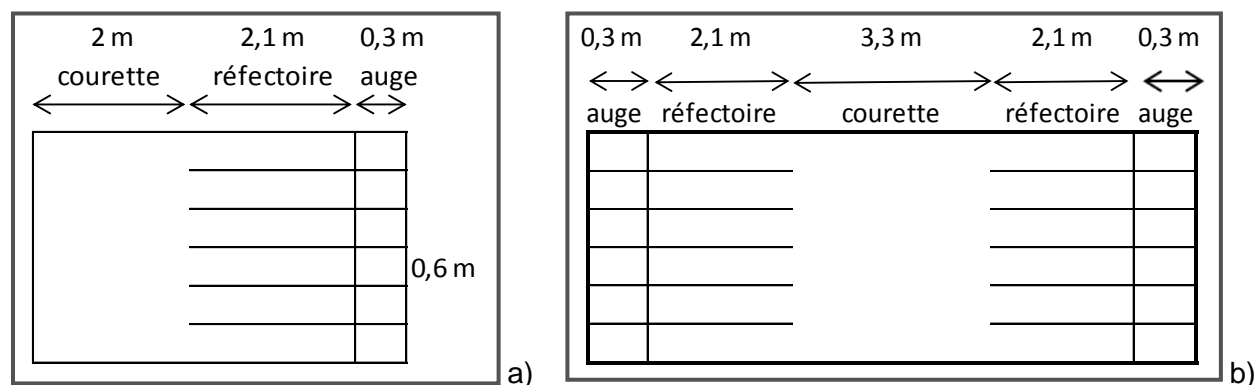 2 m 2,1 m 0,3 m
courette réfectoire auge
0,6 m
a)
0,3 m 2,1 m 3,3 m 2,1 m 0,3 m
auge réfectoire courette réfectoire auge
b)